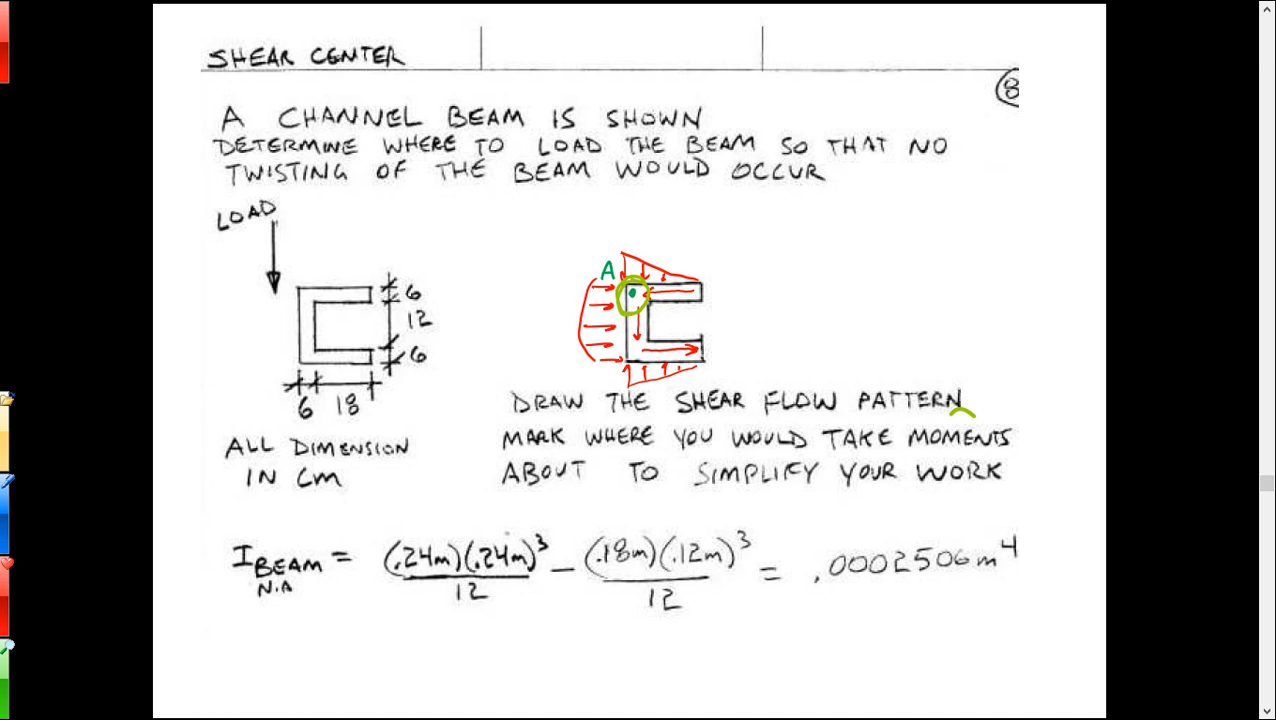 SHEAR CENTER
8
A CHANNEL BEAM IS SHOWN
DETERMINE WHERE TO LOAD THE BEAM SO THAT NO
TWISTING OF THE BEAM WOULD OCCUR
LOAD
A
6
12
6
6 18
ALL DIMENSION
IN CM
DRAW THE SHEAR FLOW PATTERN
MARK WHERE YOU WOULD TAKE MOMENTS
ABOUT TO SIMPLIFY YOUR WORK
I BEAM N.A = (.24m)(.24m)³/12 - (.18m)(.12m)³/12 = .0002506m⁴